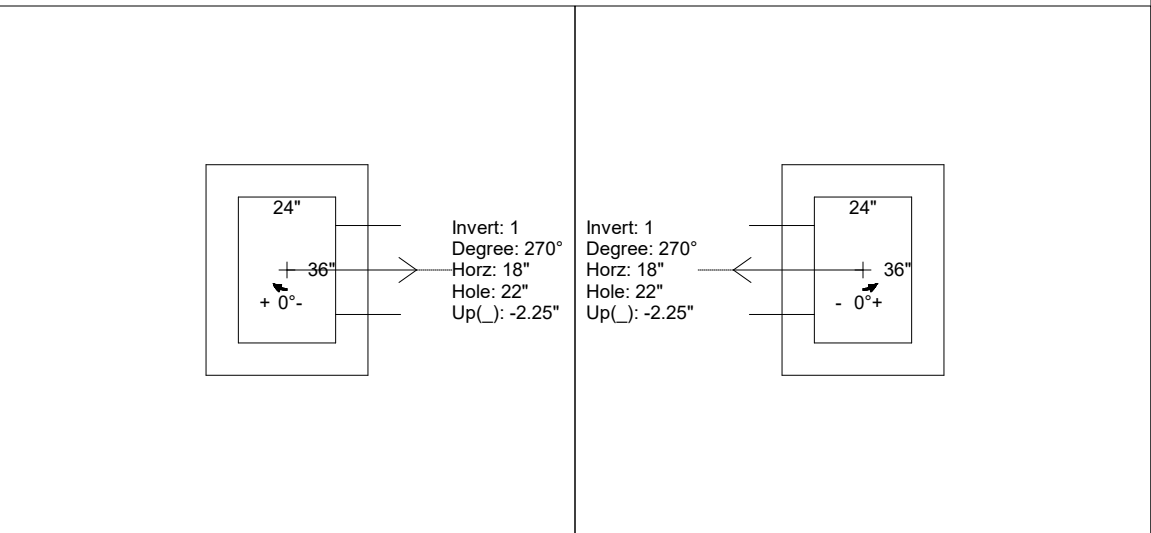 24"
36"
+ 0°-
Invert: 1
Degree: 270°
Horz: 18"
Hole: 22"
Up(_): -2.25"
Invert: 1
Degree: 270°
Horz: 18"
Hole: 22"
Up(_): -2.25"
24"
36"
- 0°+